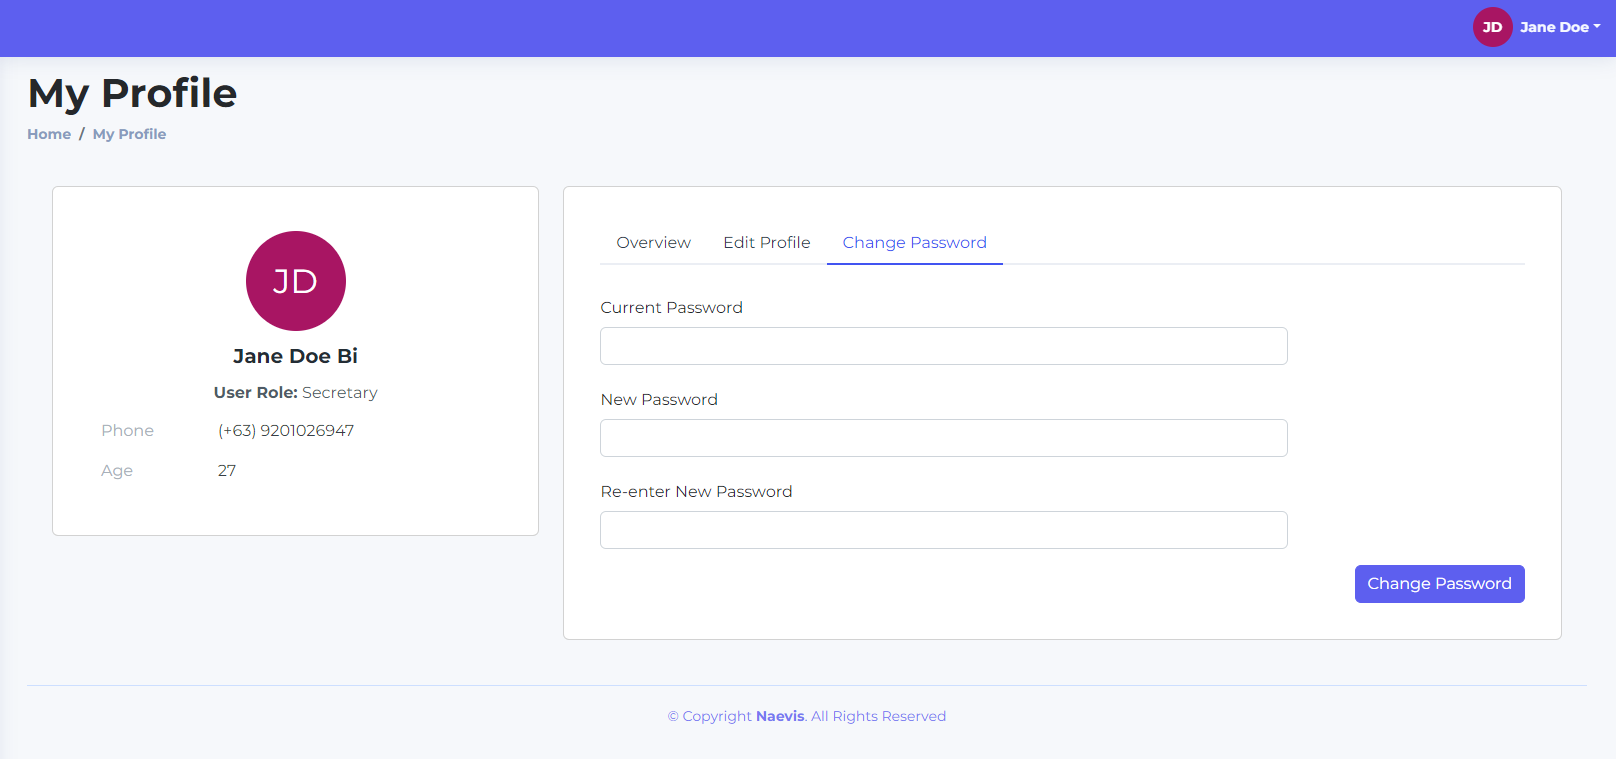 JD Jane Doe
My Profile
Home / My Profile
JD
Jane Doe Bi
User Role: Secretary
Phone (+63) 9201026947
Age 27
Overview Edit Profile Change Password
Current Password
New Password
Re-enter New Password
Change Password
© Copyright Naevis. All Rights Reserved